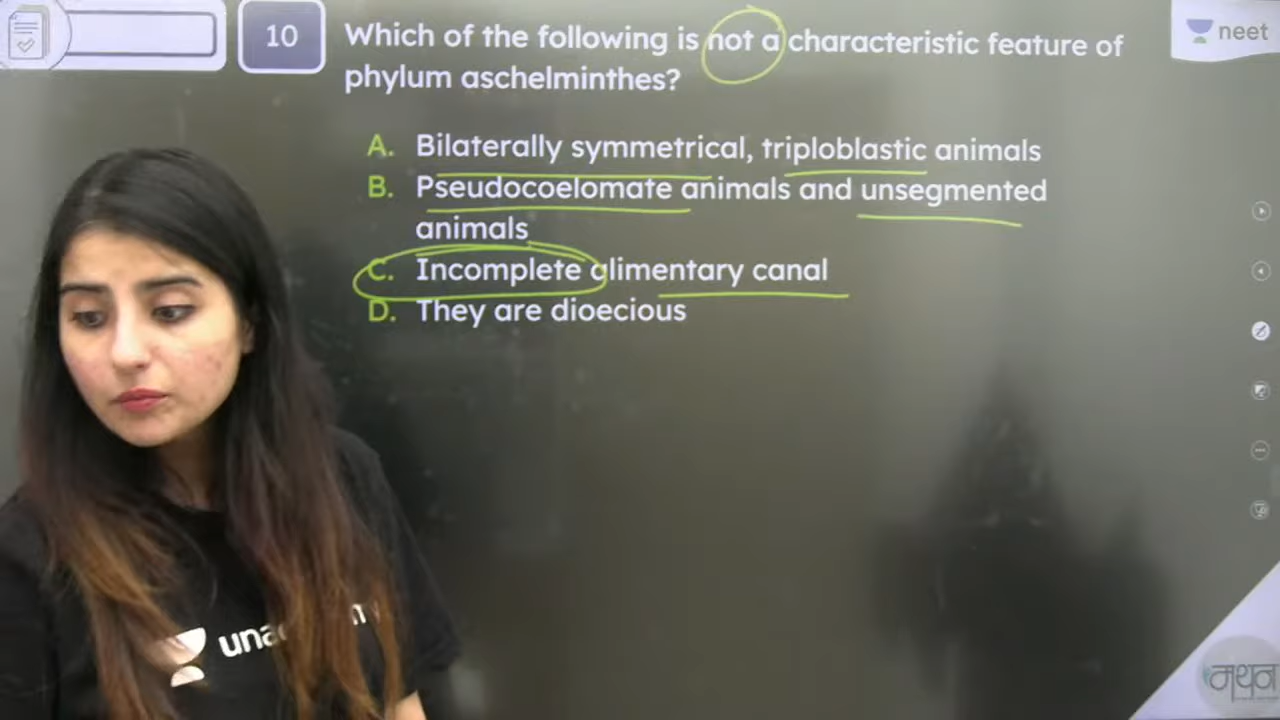 10
Which of the following is not a characteristic feature of
phylum aschelminthes?
neet
A. Bilaterally symmetrical, triploblastic animals
B. Pseudocoelomate animals and unsegmented
animals
C. Incomplete alimentary canal
D. They are dioecious
मंथन